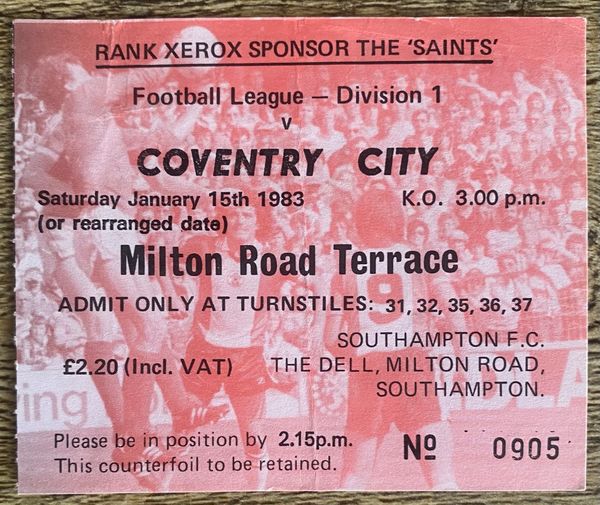 RANK XEROX SPONSOR THE 'SAINTS'
Football League — Division 1
v
COVENTRY CITY
Saturday January 15th 1983 K.O. 3.00 p.m.
(or rearranged date)
Milton Road Terrace
ADMIT ONLY AT TURNSTILES: 31, 32, 35, 36, 37
SOUTHAMPTON F.C.
£2.20 (Incl. VAT) THE DELL, MILTON ROAD,
SOUTHAMPTON.
ing
9
Please be in position by 2.15p.m. Nº 0905
This counterfoil to be retained.